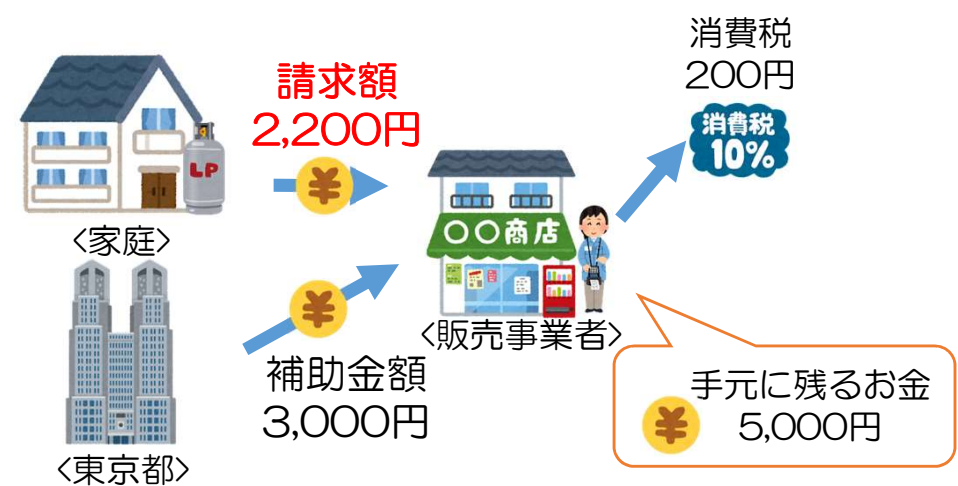 請求額
2,200円
LP
<家庭>
補助金額
3,000円
<東京都>
〇〇商店
<販売事業者>
消費税
200円
消費税
10%
手元に残るお金
5,000円